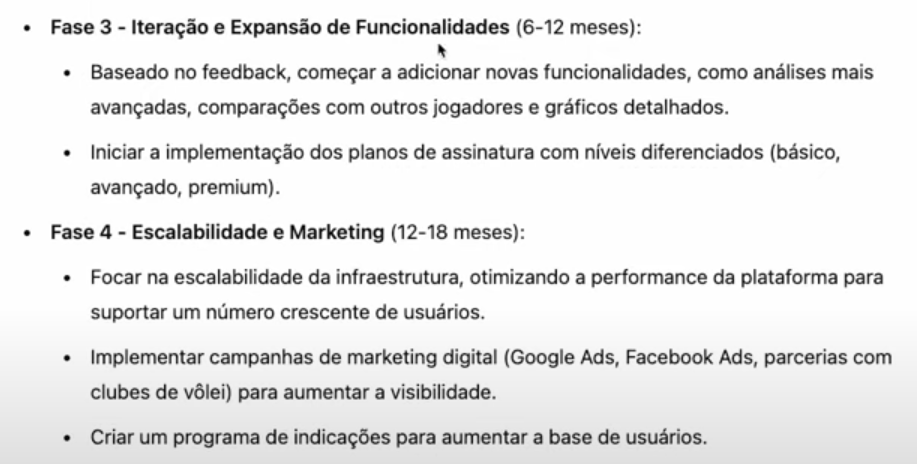 • Fase 3 - Iteração e Expansão de Funcionalidades (6-12 meses):
• Baseado no feedback, começar a adicionar novas funcionalidades, como análises mais
avançadas, comparações com outros jogadores e gráficos detalhados.
• Iniciar a implementação dos planos de assinatura com níveis diferenciados (básico,
avançado, premium).
• Fase 4 - Escalabilidade e Marketing (12-18 meses):
• Focar na escalabilidade da infraestrutura, otimizando a performance da plataforma para
suportar um número crescente de usuários.
• Implementar campanhas de marketing digital (Google Ads, Facebook Ads, parcerias com
clubes de vôlei) para aumentar a visibilidade.
• Criar um programa de indicações para aumentar a base de usuários.